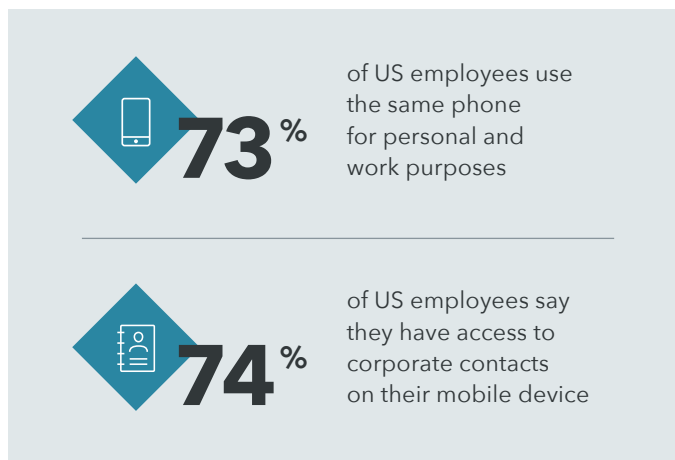 73%
of US employees use
the same phone
for personal and
work purposes
74%
of US employees say
they have access to
corporate contacts
on their mobile device